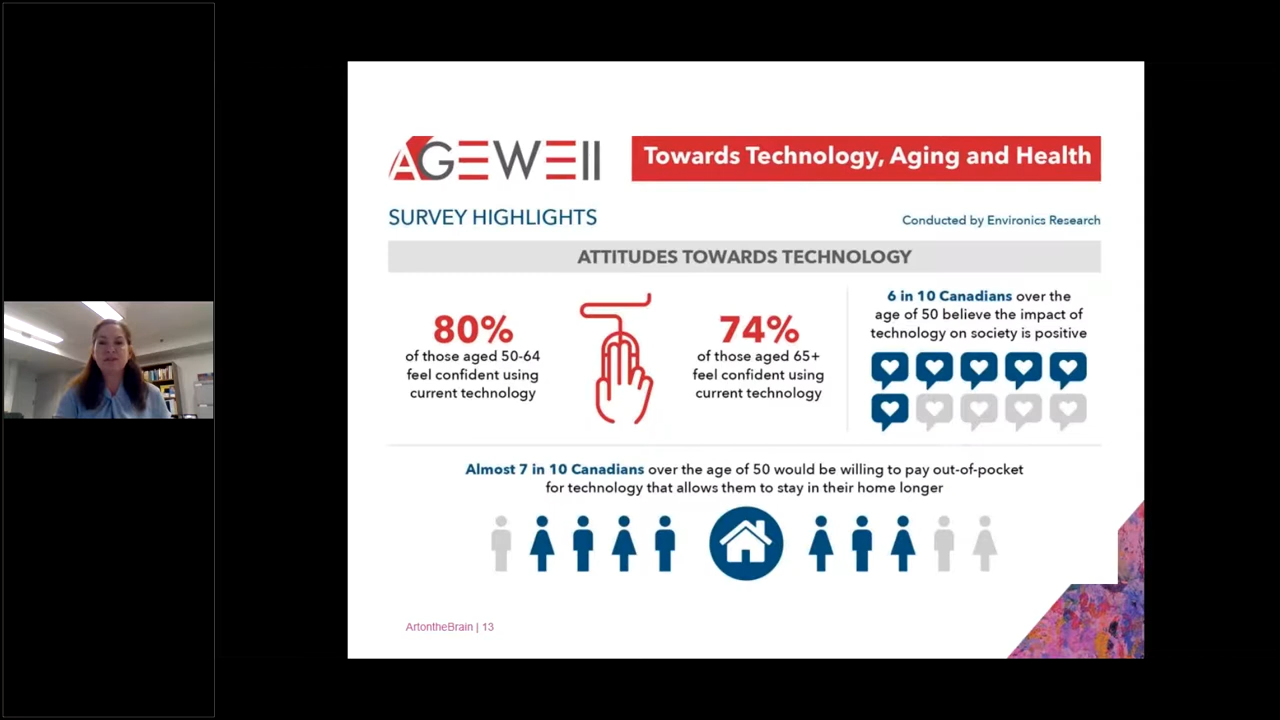 AGEWELL
Towards Technology, Aging and Health
SURVEY HIGHLIGHTS
Conducted by Environics Research
ATTITUDES TOWARDS TECHNOLOGY
80%
of those aged 50-64
feel confident using
current technology
74%
of those aged 65+
feel confident using
current technology
6 in 10 Canadians over the
age of 50 believe the impact of
technology on society is positive
Almost 7 in 10 Canadians over the age of 50 would be willing to pay out-of-pocket
for technology that allows them to stay in their home longer
ArtontheBrain | 13